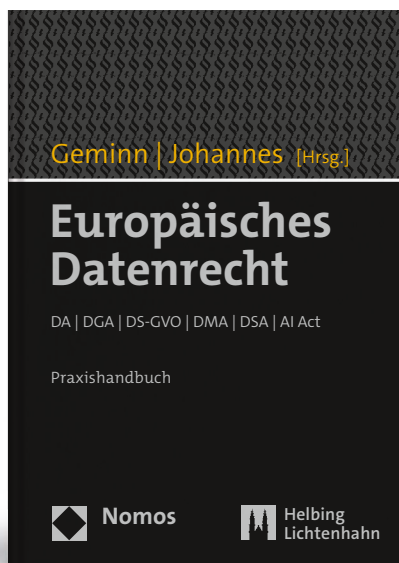 Geminn | Johannes [Hrsg.]
Europäisches
Datenrecht
DA | DGA | DS-GVO | DMA | DSA | AI Act
Praxishandbuch
Nomos
Helbing
Lichtenhahn